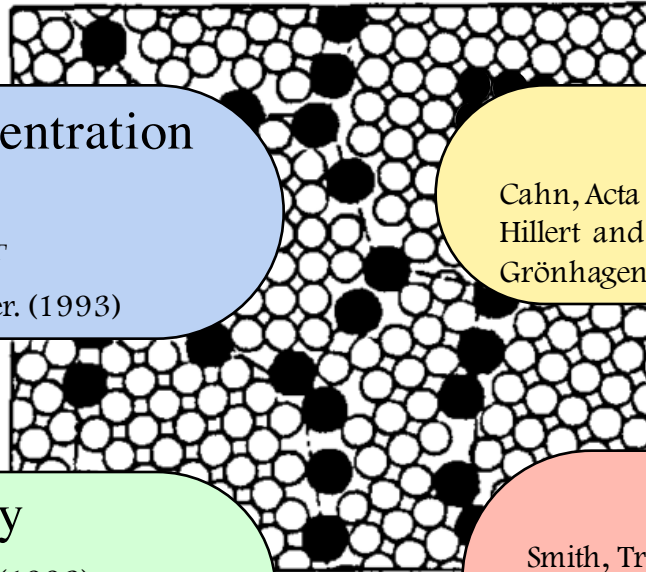 entration
er. (1993)
Cahn, Acta
Hillert and
Grönhagen
y
Smith, Tr